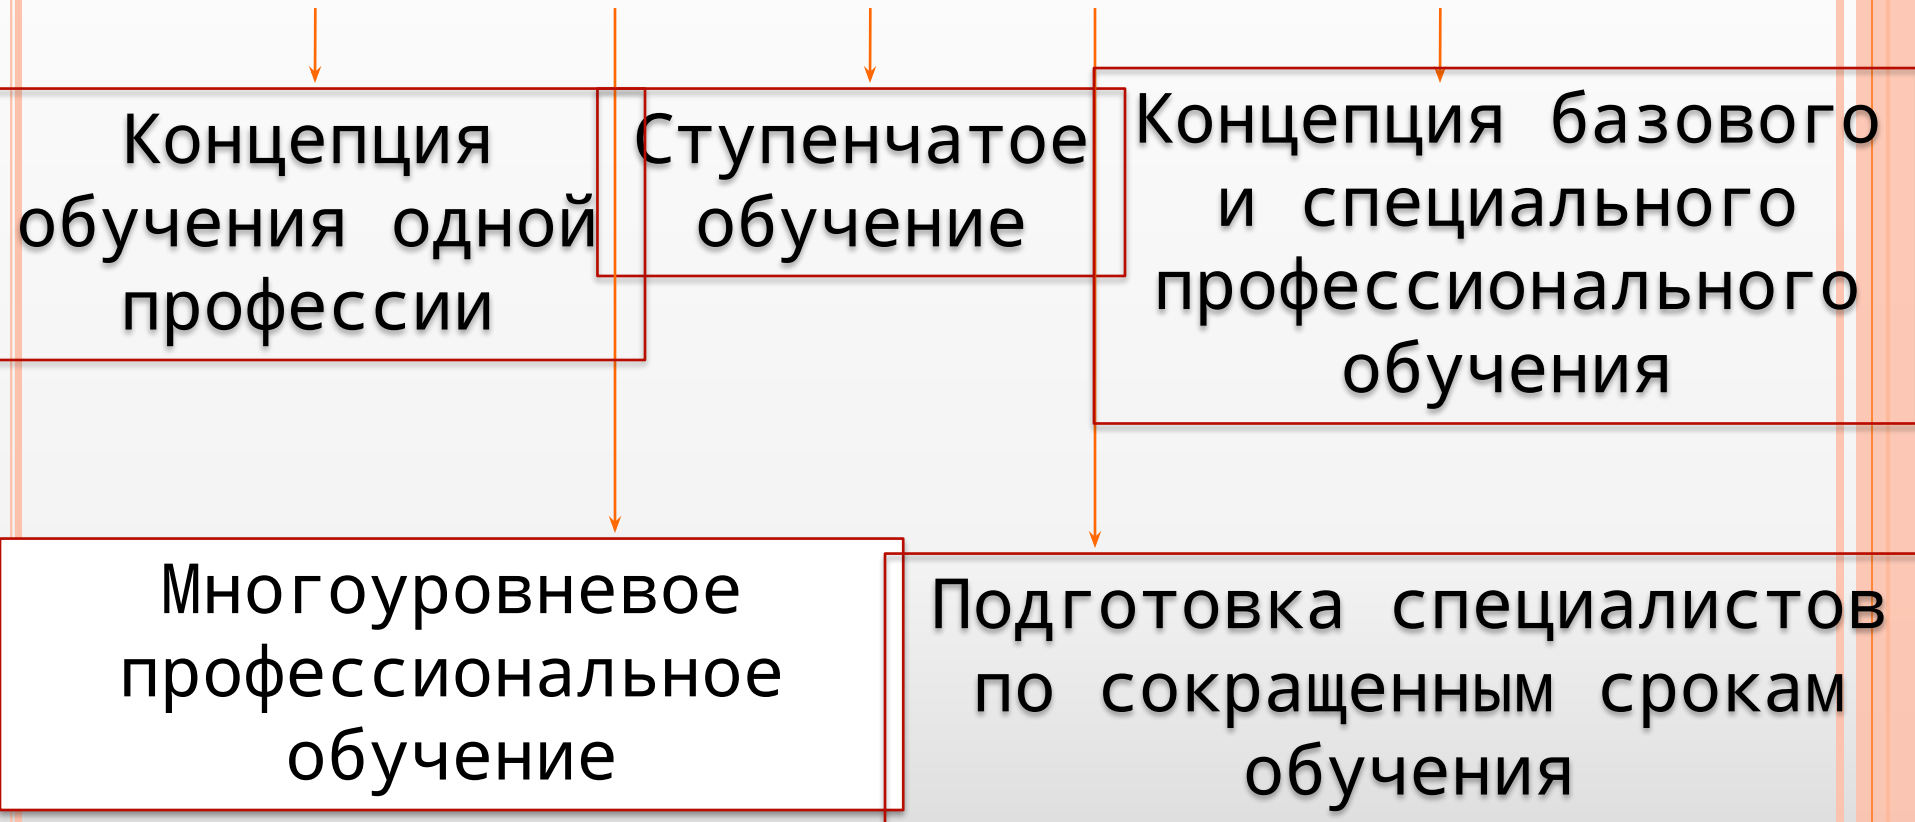 Концепция
обучения одной
профессии
Ступенчатое
обучение
Концепция базового
и специального
профессионального
обучения
Многоуровневое
профессиональное
обучение
Подготовка специалистов
по сокращенным срокам
обучения